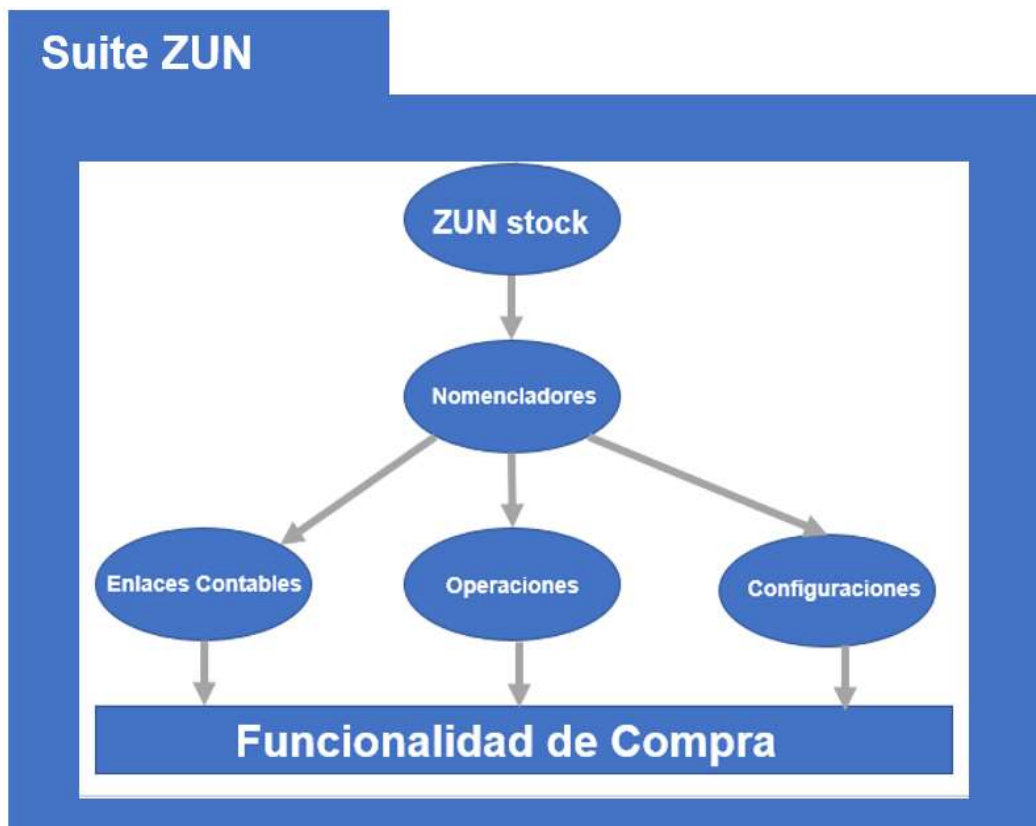 Suite ZUN
ZUN stock
Nomencladores
Enlaces Contables
Operaciones
Configuraciones
Funcionalidad de Compra